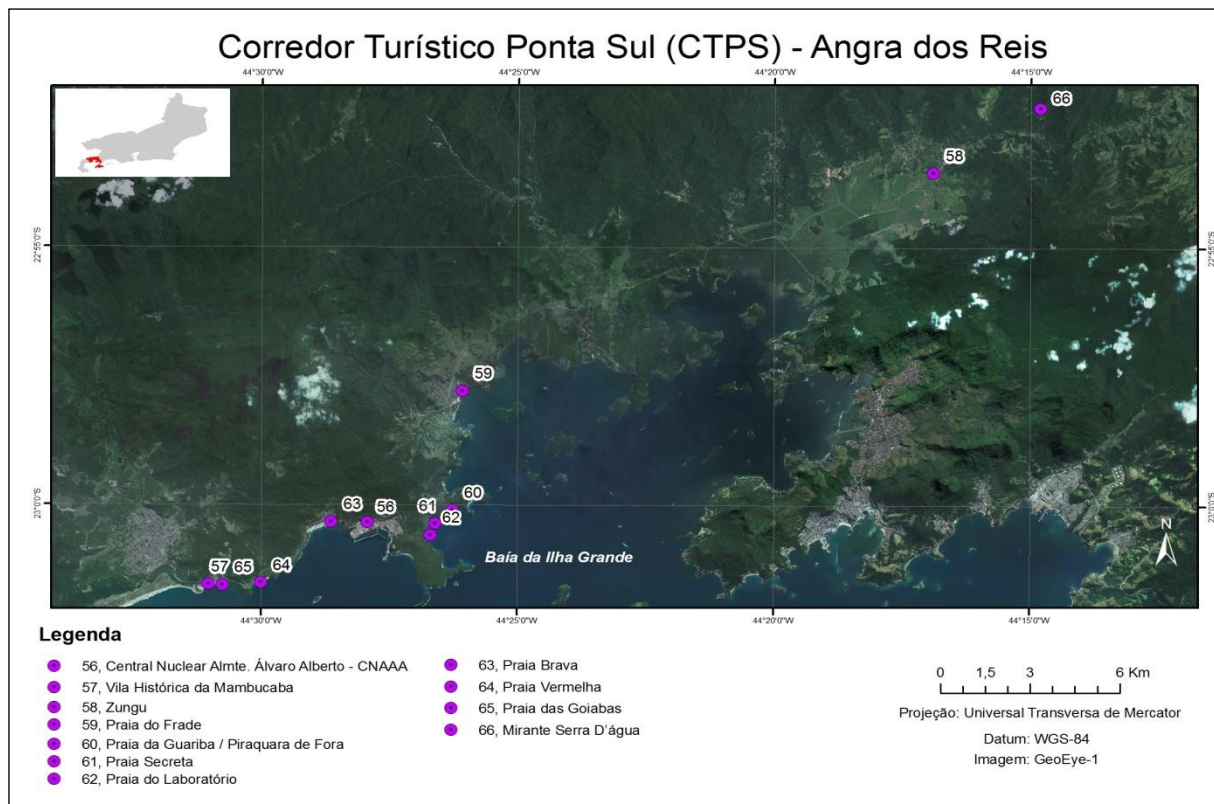 Corredor Turístico Ponta Sul (CTPS) - Angra dos Reis
44°30'0"W
44°25'0"W
44°20'0"W
44°15'0"W
66
58
22°55'0"S
22°55'0"S
59
60
63
56
61
62
23°0'0"S
23°0'0"S
Baía da Ilha Grande
N
57
65
64
44°30'0"W
44°25'0"W
44°20'0"W
44°15'0"W
Legenda
56, Central Nuclear Almte. Álvaro Alberto - CNAAA
57, Vila Histórica da Mambucaba
58, Zungu
59, Praia do Frade
60, Praia da Guariba / Piraquara de Fora
61, Praia Secreta
62, Praia do Laboratório
63, Praia Brava
64, Praia Vermelha
65, Praia das Goiabas
66, Mirante Serra D'água
0 1,5 3 6 Km
Projeção: Universal Transversa de Mercator
Datum: WGS-84
Imagem: GeoEye-1